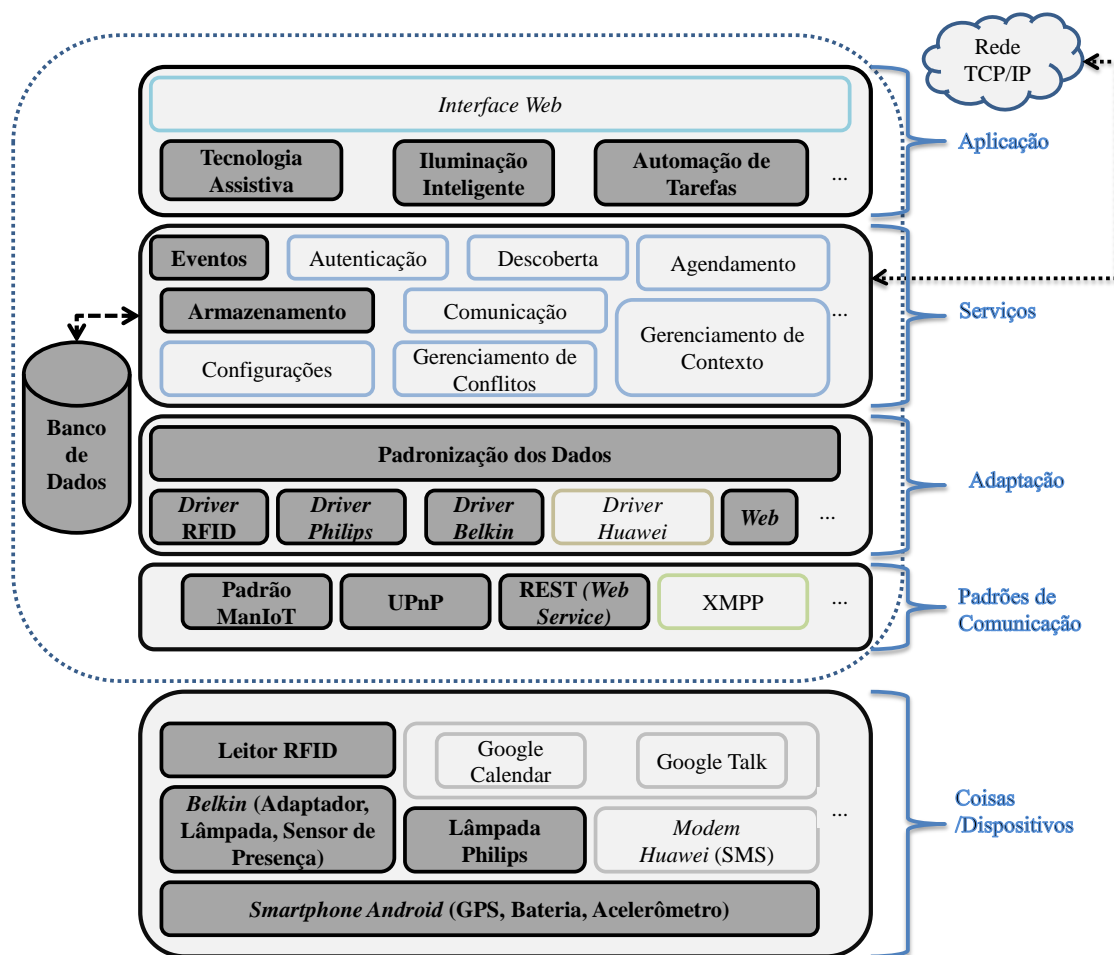 Rede
TCP/IP
Interface Web
Tecnologia
Assistiva
Iluminação
Inteligente
Automação de
Tarefas
...
Aplicação
Eventos
Autenticação
Descoberta
Agendamento
Armazenamento
Comunicação
...
Gerenciamento de
Contexto
Configurações
Gerenciamento de
Conflitos
Serviços
Banco
de
Dados
Padronização dos Dados
Driver
RFID
Driver
Philips
Driver
Belkin
Driver
Huawei
Web
...
Adaptação
Padrão
ManIoT
UPnP
REST (Web
Service)
XMPP
...
Padrões de
Comunicação
Leitor RFID
Google
Calendar
Google Talk
Belkin (Adaptador,
Lâmpada, Sensor de
Presença)
Lâmpada
Philips
Modem
Huawei (SMS)
...
Smartphone Android (GPS, Bateria, Acelerômetro)
Coisas
/Dispositivos